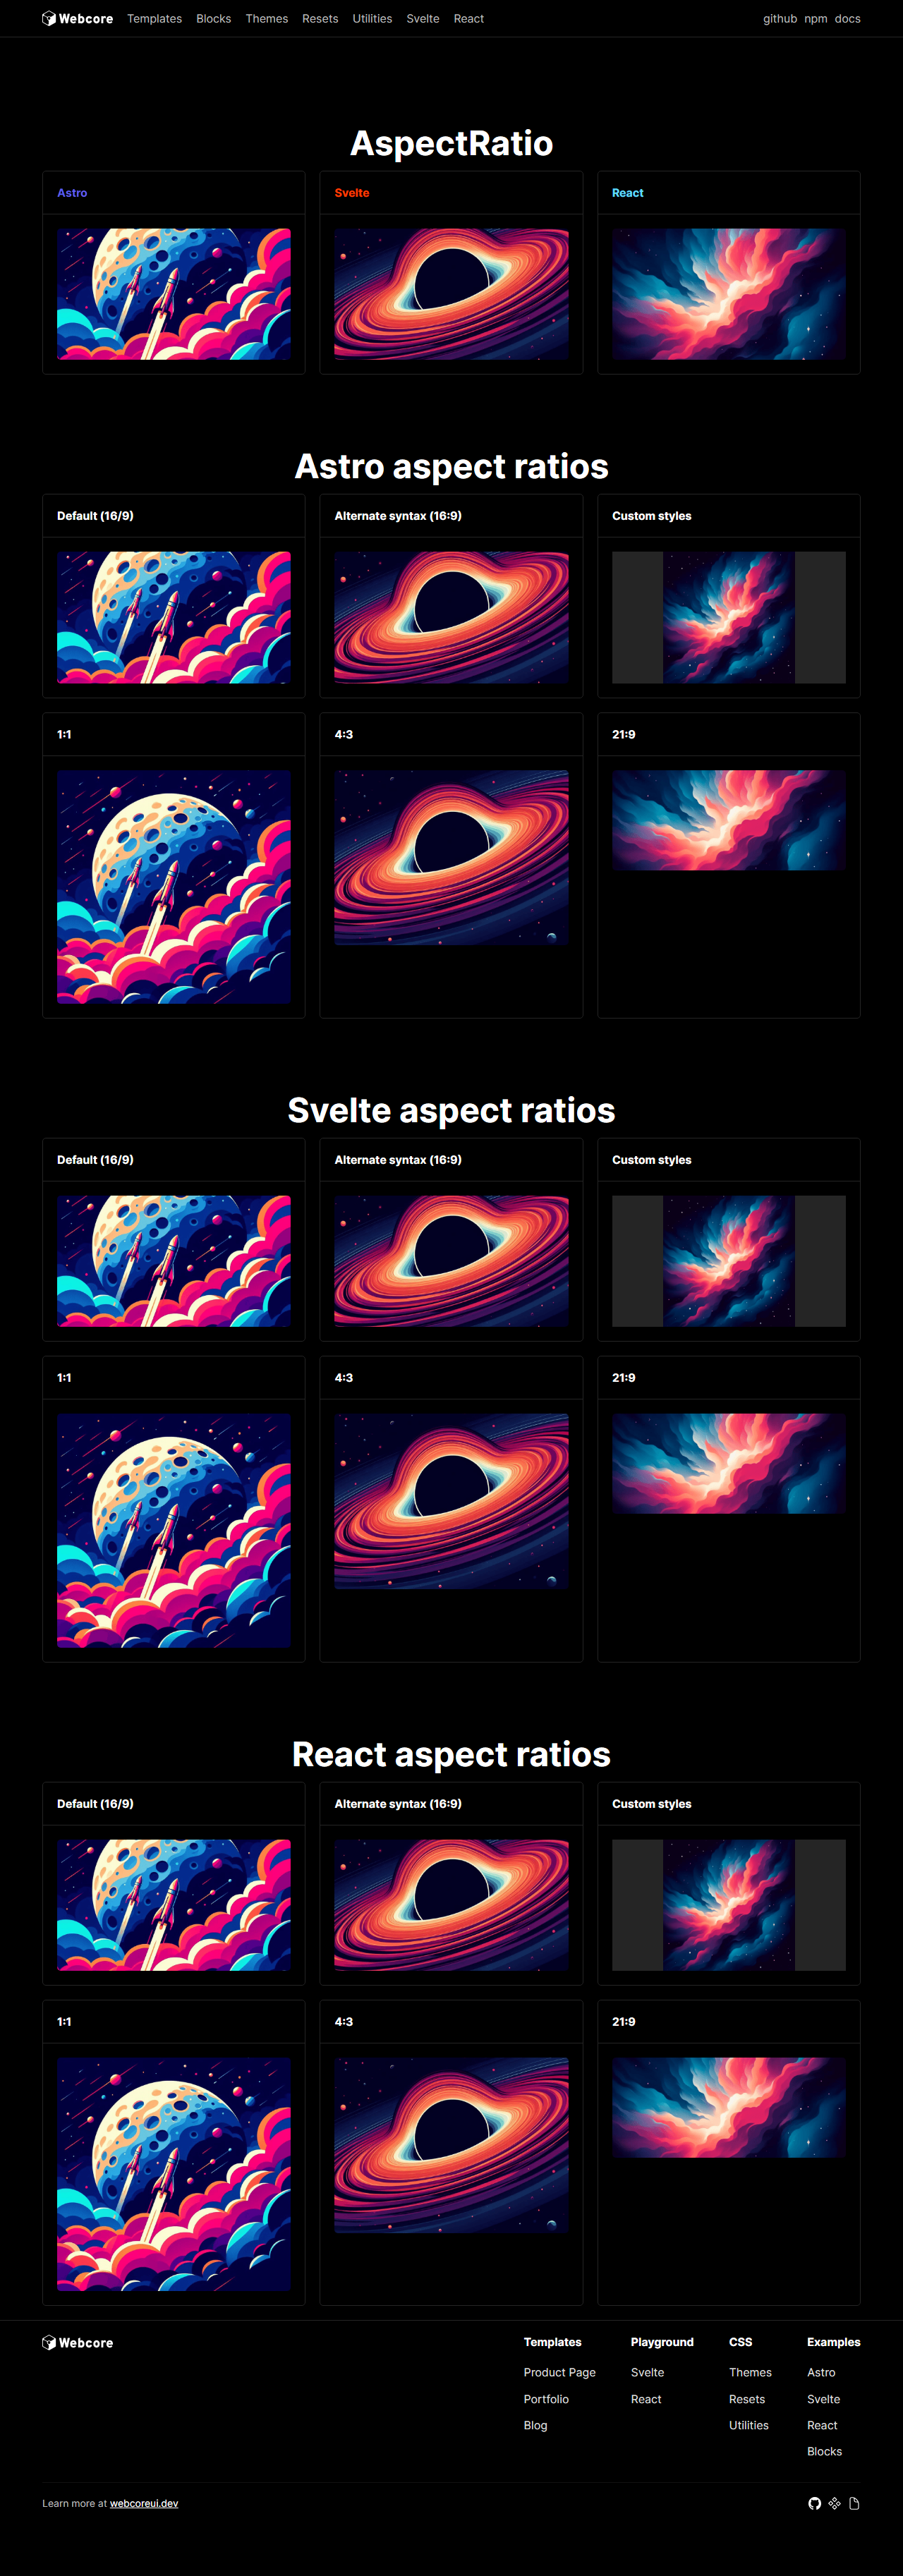 Webcore Templates Blocks Themes Resets Utilities Svelte React github npm docs
AspectRatio
Astro Svelte React
Astro aspect ratios
Default (16/9) Alternate syntax (16:9) Custom styles
1:1 4:3 21:9
Svelte aspect ratios
Default (16/9) Alternate syntax (16:9) Custom styles
1:1 4:3 21:9
React aspect ratios
Default (16/9) Alternate syntax (16:9) Custom styles
1:1 4:3 21:9
Webcore Templates Playground CSS Examples
Product Page Svelte Themes Astro
Portfolio React Resets Svelte
Blog Utilities React
Blocks
Learn more at webcoreui.dev